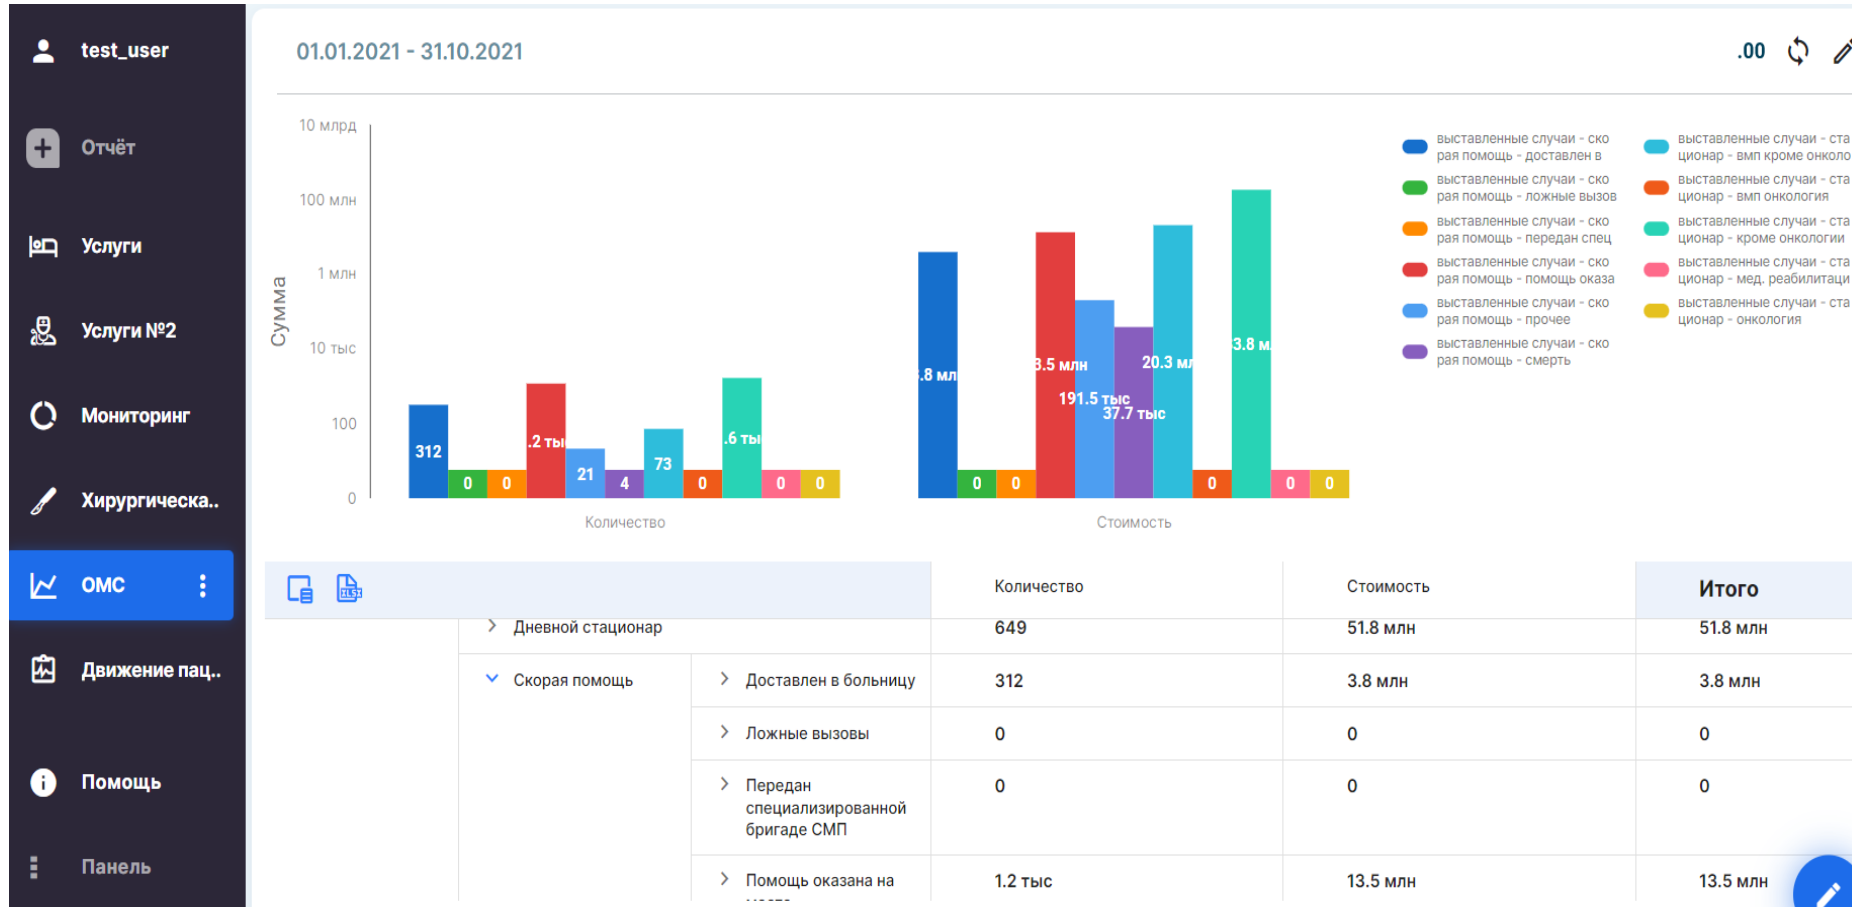 test_user
Отчёт
Услуги
Услуги №2
Мониторинг
Хирургическа..
ОМС
Движение пац..
Помощь
Панель
01.01.2021 - 31.10.2021
.00
Сумма
10 млрд
100 млн
1 млн
10 тыс
100
0
312
0
0
.2 ты
21
4
73
0
.6 ты
0
0
Количество
.8 мл
0
0
3.5 млн
191.5 тыс
37.7 тыс
20.3 мл
0
3.8 м
0
0
Стоимость
выставленные случаи - ско
рая помощь - доставлен в
выставленные случаи - ско
рая помощь - ложные вызов
выставленные случаи - ско
рая помощь - передан спец
выставленные случаи - ско
рая помощь - помощь оказа
выставленные случаи - ско
рая помощь - прочее
выставленные случаи - ско
рая помощь - смерть
выставленные случаи - ста
ционар - вмп кроме онколо
выставленные случаи - ста
ционар - вмп онкология
выставленные случаи - ста
ционар - кроме онкологии
выставленные случаи - ста
ционар - мед. реабилитаци
выставленные случаи - ста
ционар - онкология
XLSX
Количество Стоимость Итого
Дневной стационар 649 51.8 млн 51.8 млн
Скорая помощь Доставлен в больницу 312 3.8 млн 3.8 млн
Ложные вызовы 0 0 0
Передан 0 0 0
специализированной
бригаде СМП
Помощь оказана на 1.2 тыс 13.5 млн 13.5 млн